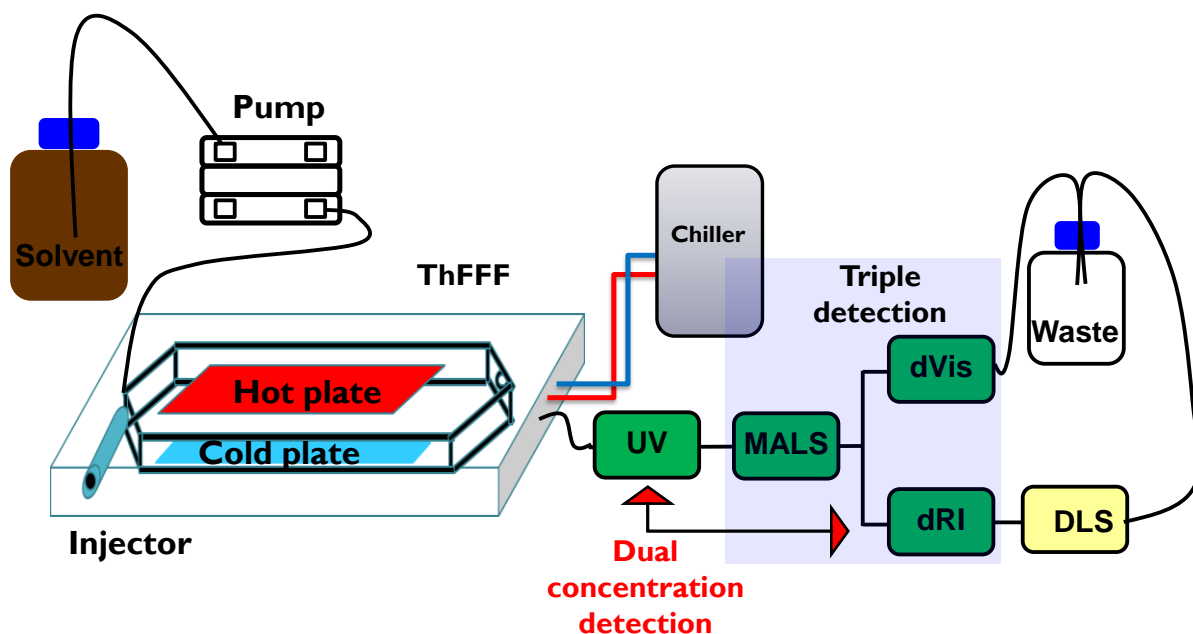 Pump
Solvent
Chiller
ThFFF
Triple
detection
Waste
Hot plate
dVis
Cold plate
UV
MALS
dRI
DLS
Injector
Dual
concentration
detection